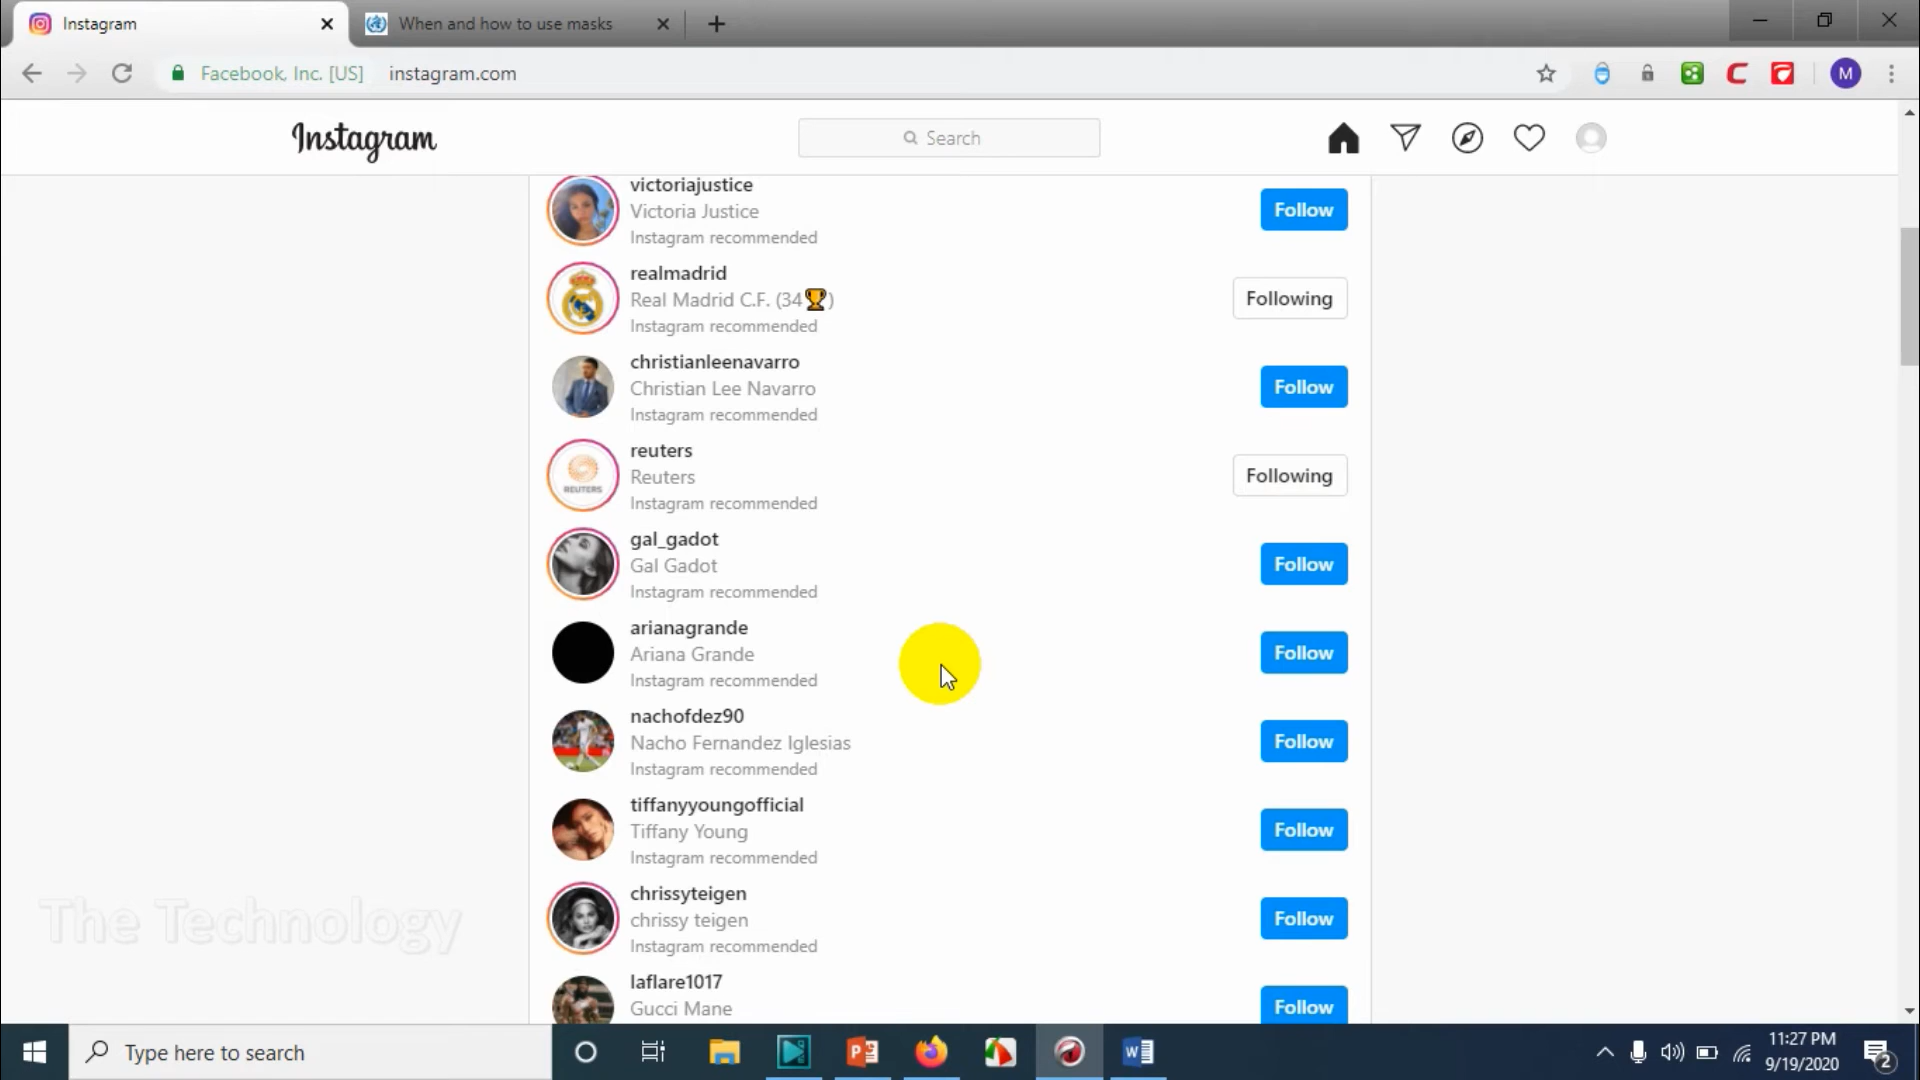 Instagram
When and how to use masks
Facebook, Inc. [US]
instagram.com
M
Instagram
Search
victoriajustice
Victoria Justice
Instagram recommended
Follow
realmadrid
Real Madrid C.F. (34🏆)
Instagram recommended
Following
christianleenavarro
Christian Lee Navarro
Instagram recommended
Follow
reuters
Reuters
Instagram recommended
Following
REUTERS
gal_gadot
Gal Gadot
Instagram recommended
Follow
arianagrande
Ariana Grande
Instagram recommended
Follow
nachofdez90
Nacho Fernandez Iglesias
Instagram recommended
Follow
tiffanyyoungofficial
Tiffany Young
Instagram recommended
Follow
chrissyteigen
chrissy teigen
Instagram recommended
Follow
laflare1017
Gucci Mane
Follow
The Technology
Type here to search
11:27 PM
9/19/2020
2